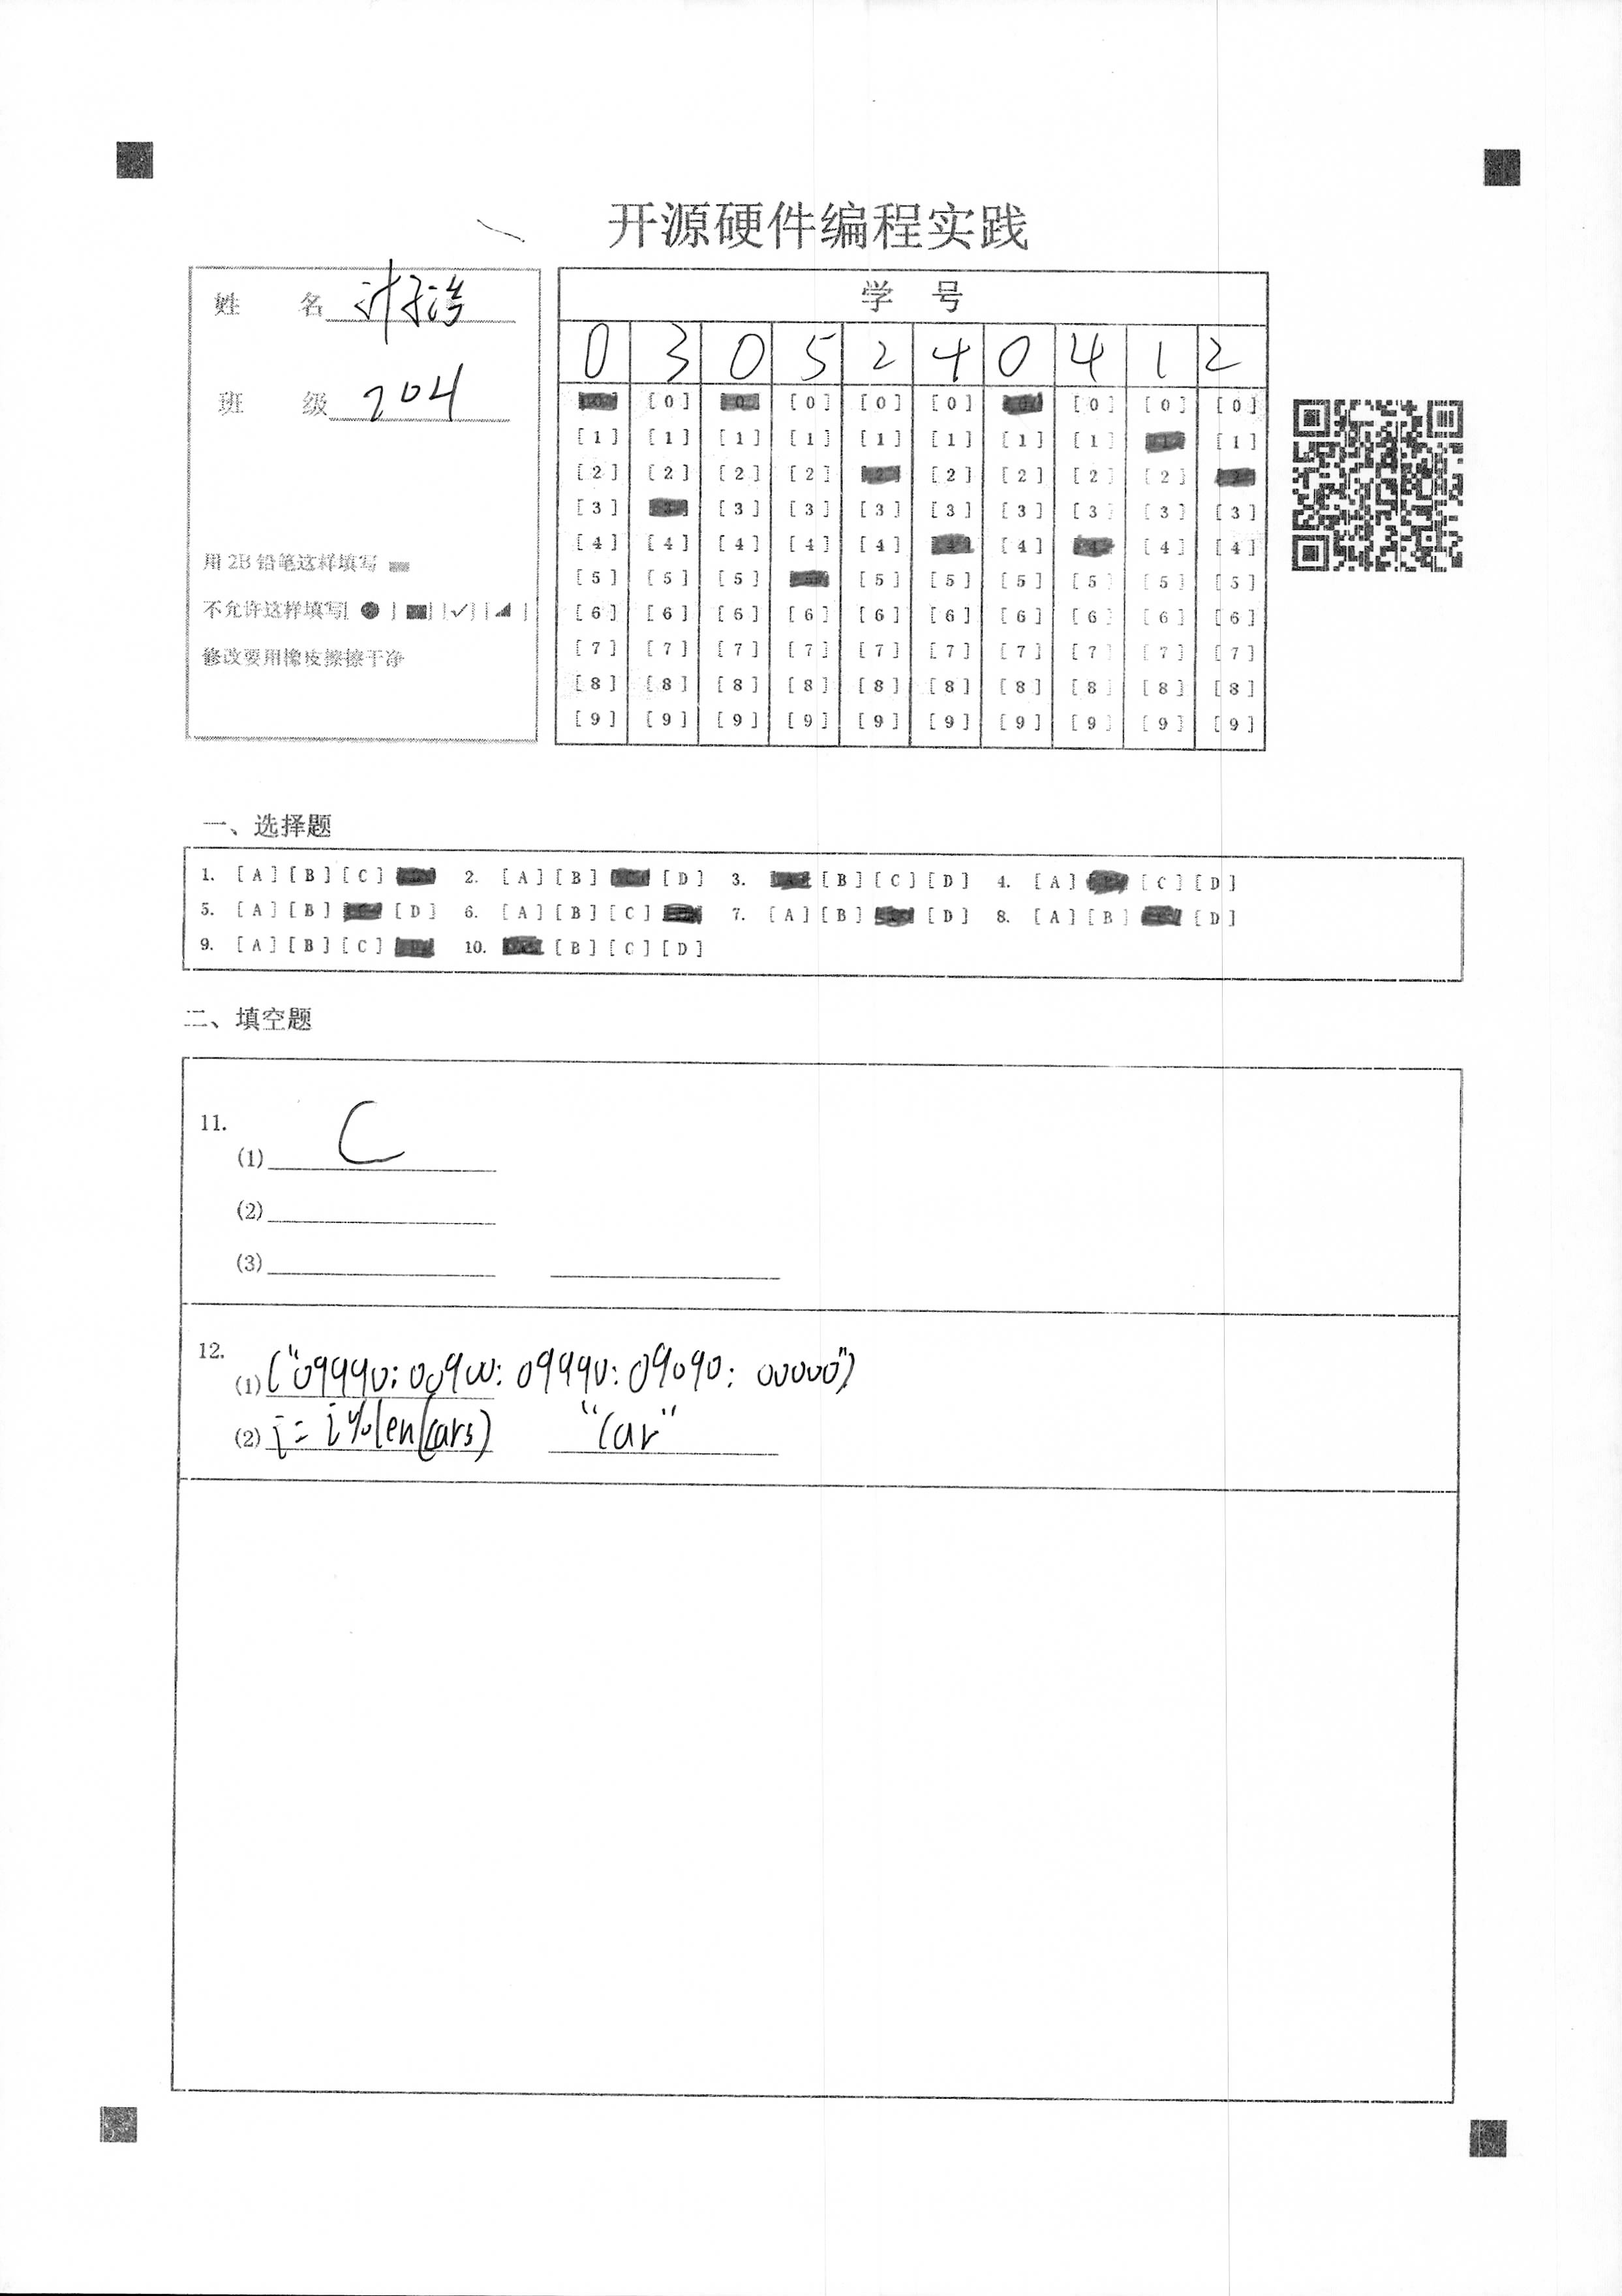 开源硬件编程实践
姓 名
班 级 204
用2B铅笔这样填写
不允许这样填写[ ● ] [■] [✓] [◢]
修改要用橡皮擦擦干净
学 号
0 3 0 5 2 4 0 4 1 2
[0] [0] [0] [0] [0] [0] [0] [0] [0] [0]
[1] [1] [1] [1] [1] [1] [1] [1] [1] [1]
[2] [2] [2] [2] [2] [2] [2] [2] [2] [2]
[3] [3] [3] [3] [3] [3] [3] [3] [3] [3]
[4] [4] [4] [4] [4] [4] [4] [4] [4] [4]
[5] [5] [5] [5] [5] [5] [5] [5] [5] [5]
[6] [6] [6] [6] [6] [6] [6] [6] [6] [6]
[7] [7] [7] [7] [7] [7] [7] [7] [7] [7]
[8] [8] [8] [8] [8] [8] [8] [8] [8] [8]
[9] [9] [9] [9] [9] [9] [9] [9] [9] [9]
一、选择题
1. [A] [B] [C] 2. [A] [B] [D] 3. [B] [C] [D] 4. [A] [C] [D]
5. [A] [B] [D] 6. [A] [B] [C] 7. [A] [B] [D] 8. [A] [B] [D]
9. [A] [B] [C] 10. [B] [C] [D]
二、填空题
11.
(1) C
(2)
(3)
12.
(1) ("09990:00900:09990:09090:00000")
(2) i=i%len(cars) "car"